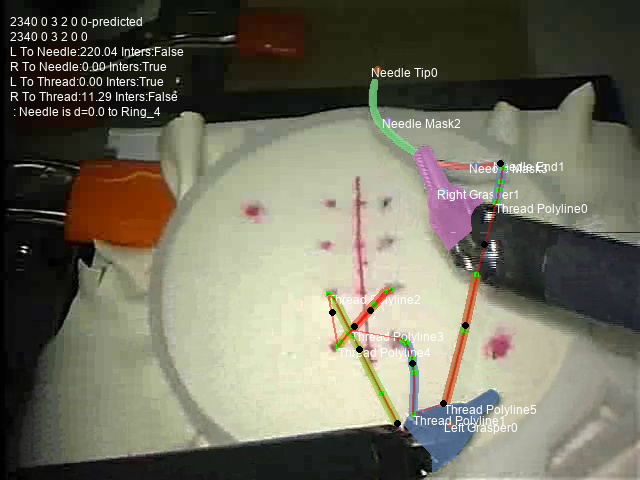 2340 0 3 2 0 0-predicted
2340 0 3 2 0 0
L To Needle:220.04 Inters:False
R To Needle:0.00 Inters:True
L To Thread:0.00 Inters:True
R To Thread:11.29 Inters:False
: Needle is d=0.0 to Ring_4
Needle Tip0
Needle Mask2
Needle End1
Right Grasper1
Thread Polyline0
Thread Polyline2
Thread Polyline3
Thread Polyline4
Thread Polyline5
Thread Polyline1
Left Grasper0